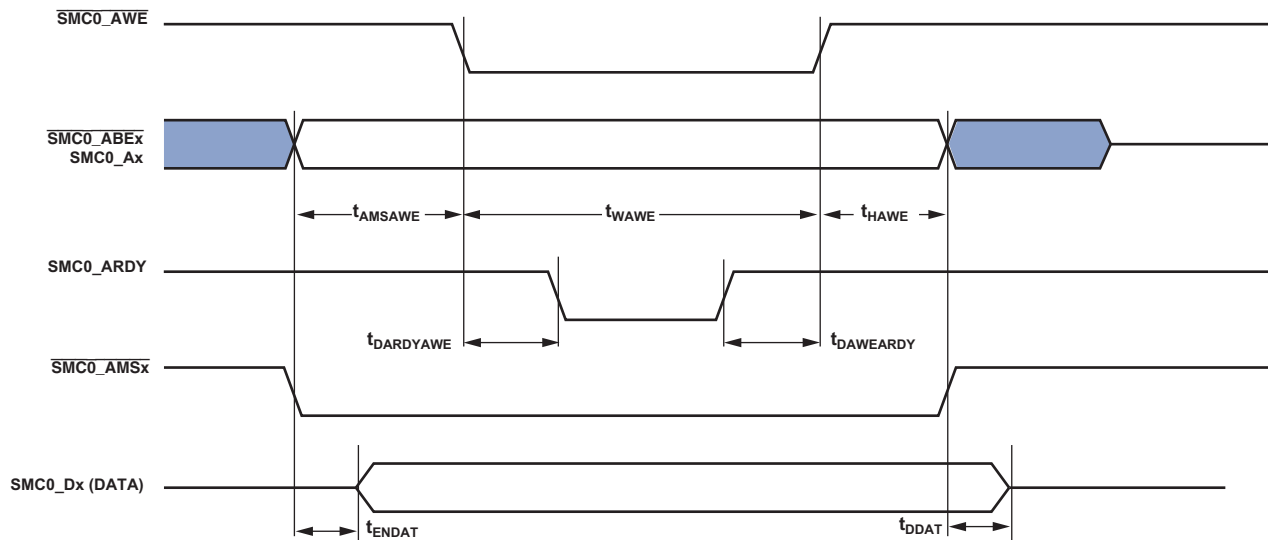 SMC0_AWE
SMC0_ABEx
SMC0_Ax
tAMSAWE
tWAWE
tHAWE
SMC0_ARDY
tDARDYAWE
tDAWEARDY
SMC0_AMSx
SMC0_Dx (DATA)
tENDAT
tDDAT